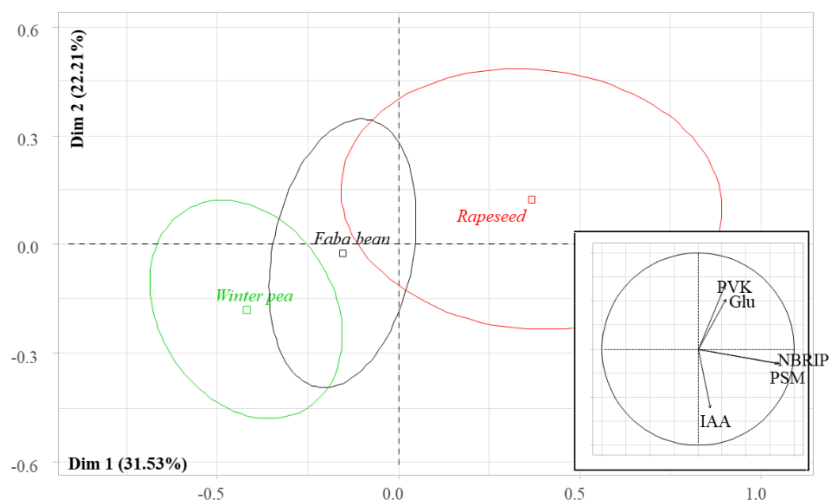 0.6
0.3
0.0
-0.3
-0.6
Dim 2 (22.21%)
Rapeseed
Faba bean
Winter pea
PVK
Glu
NBRIP
PSM
IAA
Dim 1 (31.53%)
-0.5
0.0
0.5
1.0